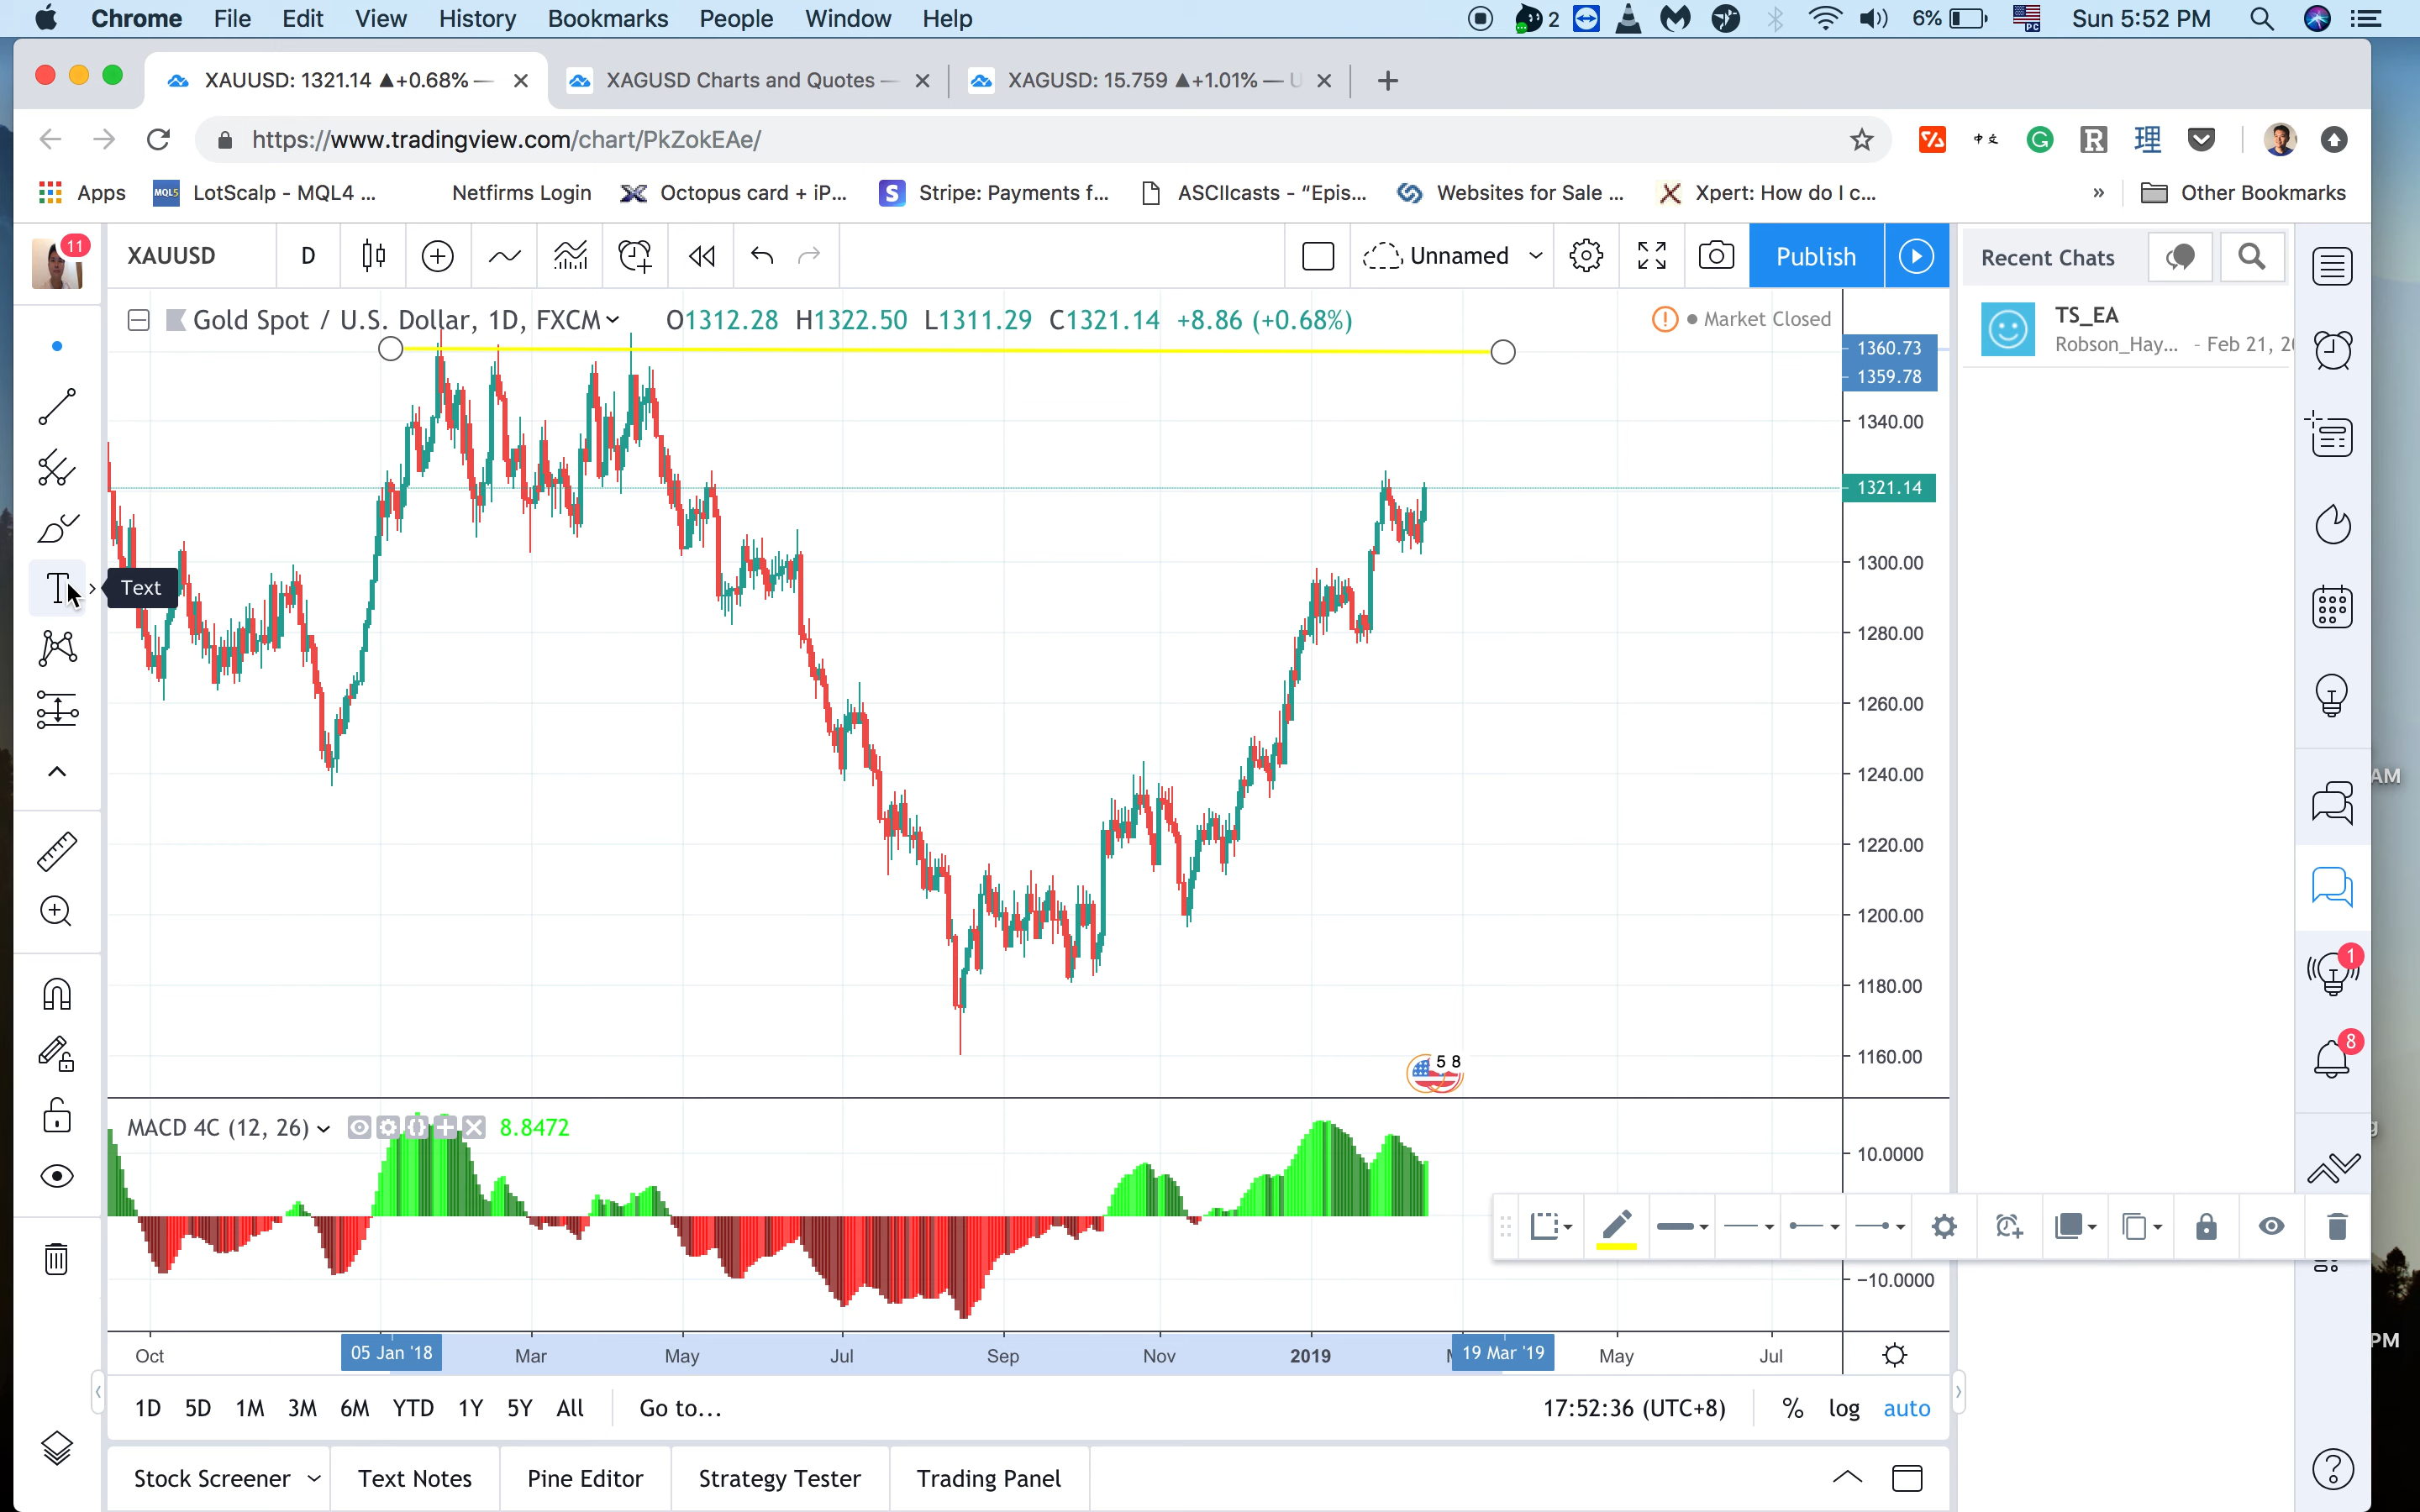 Chrome File Edit View History Bookmarks People Window Help 2 6% Sun 5:52 PM
XAUUSD: 1321.14 ▲+0.68% — XAGUSD Charts and Quotes — XAGUSD: 15.759 ▲+1.01% — U
https://www.tradingview.com/chart/PkZokEAe/
Apps LotScalp - MQL4 ... Netfirms Login Octopus card + iP... Stripe: Payments f... ASCIIcasts - “Epis... Websites for Sale ... Xpert: How do I c... » Other Bookmarks
11 XAUUSD D Unnamed Publish Recent Chats
Gold Spot / U.S. Dollar, 1D, FXCM O1312.28 H1322.50 L1311.29 C1321.14 +8.86 (+0.68%) Market Closed
TS_EA
Robson_Hay... - Feb 21, 2
1360.73
1359.78
1340.00
1321.14
1300.00
Text
1280.00
1260.00
1240.00
1220.00
1200.00
1180.00
1160.00
5 8
1
8
AM
MACD 4C (12, 26) 8.8472
10.0000
−10.0000
PM
Oct 05 Jan '18 Mar May Jul Sep Nov 2019 19 Mar '19 May Jul
1D 5D 1M 3M 6M YTD 1Y 5Y All Go to... 17:52:36 (UTC+8) % log auto
Stock Screener Text Notes Pine Editor Strategy Tester Trading Panel